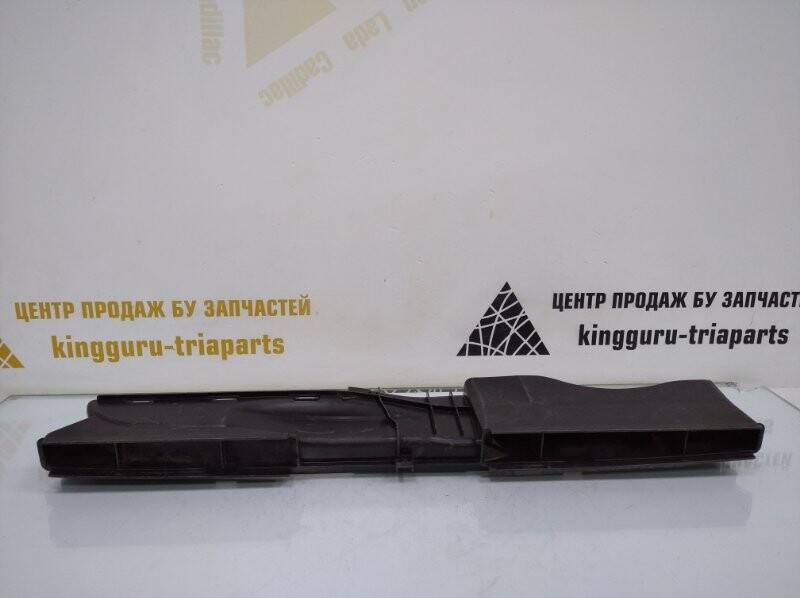 Lada
Cadillac
Cadillac
ЦЕНТР ПРОДАЖ БУ ЗАПЧАСТЕЙ
kingguru-triaparts
ЦЕНТР ПРОДАЖ БУ ЗАПЧАСТЕ
kingguru-triaparts